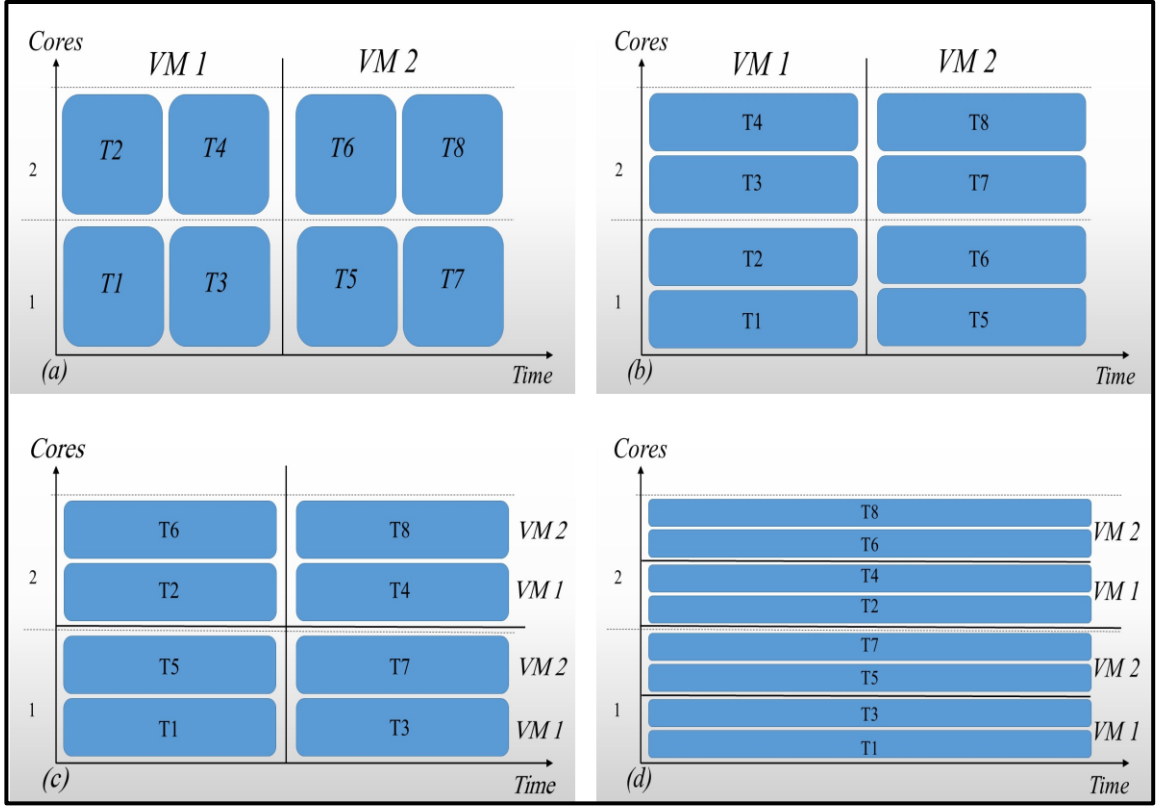 Cores
VM 1 VM 2
2 T2 T4 T6 T8
1 T1 T3 T5 T7
(a) Time
Cores
VM 1 VM 2
T4 T8
2 T3 T7
T2 T6
1 T1 T5
(b) Time
Cores
T6 T8 VM 2
2 T2 T4 VM 1
T5 T7 VM 2
1 T1 T3 VM 1
(c) Time
Cores
T8
VM 2
T6
2 T4
VM 1
T2
T7
VM 2
T5
1 T3
VM 1
T1
(d) Time